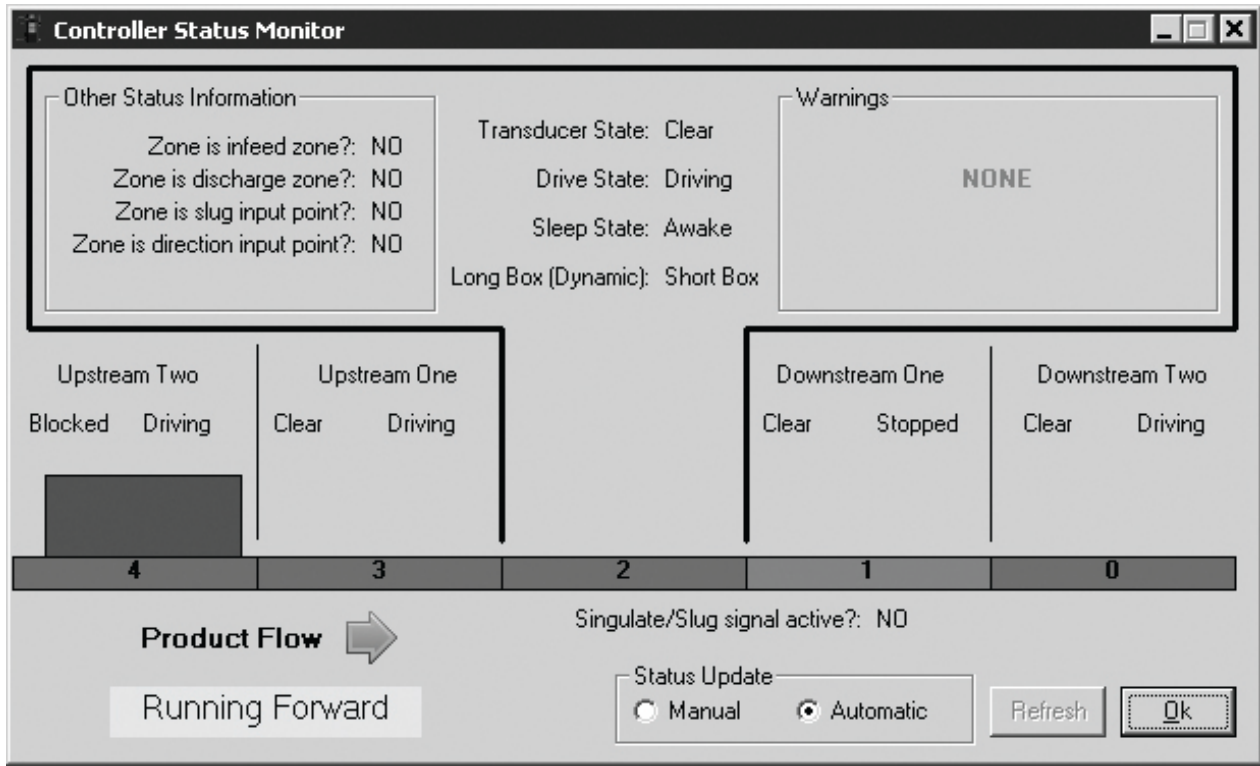 Controller Status Monitor
Other Status Information
Zone is infeed zone?: NO
Zone is discharge zone?: NO
Zone is slug input point?: NO
Zone is direction input point?: NO
Transducer State: Clear
Drive State: Driving
Sleep State: Awake
Long Box (Dynamic): Short Box
Warnings
NONE
Upstream Two
Blocked Driving
Upstream One
Clear Driving
Downstream One
Clear Stopped
Downstream Two
Clear Driving
4 3 2 1 0
Product Flow
Running Forward
Singulate/Slug signal active?: NO
Status Update
Manual Automatic
Refresh
Ok